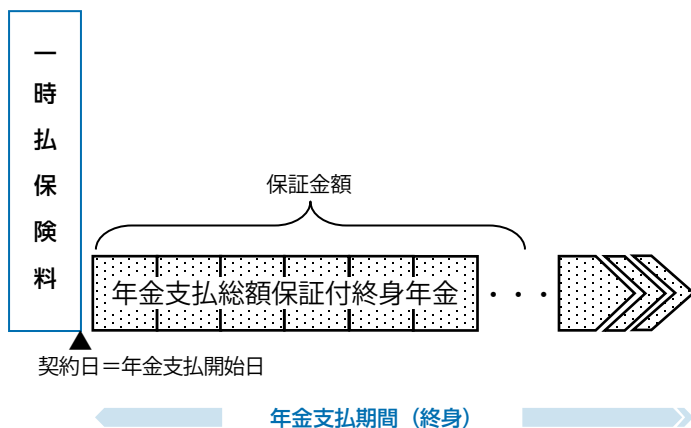 一時払保険料
保証金額
年金支払総額保証付終身年金 ・・・
契約日＝年金支払開始日
年金支払期間（終身）